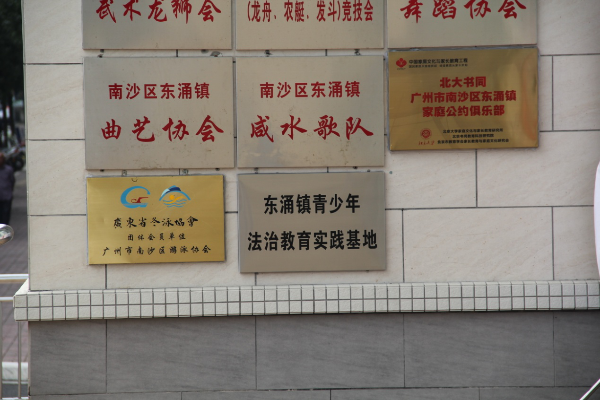 武术龙狮会
(龙舟、农艇、发斗)竞技会
舞蹈协会
南沙区东涌镇
曲艺协会
南沙区东涌镇
咸水歌队
北大书同
广州市南沙区东涌镇
家庭公约俱乐部
廣東省冬泳協會
团体会员单位
广州市南沙区游泳协会
东涌镇青少年
法治教育实践基地